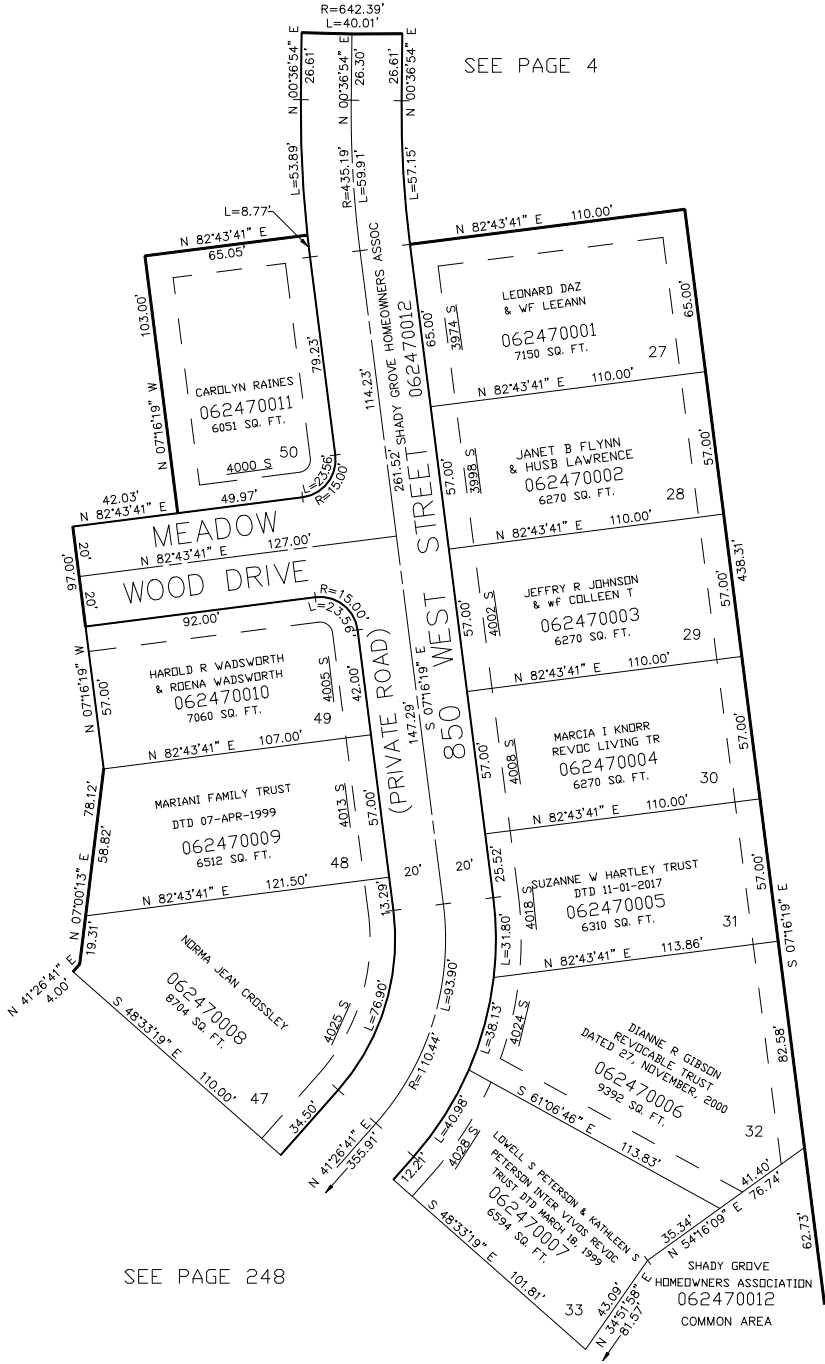 R=642.39'
L=40.01'
N 00°36'54" E
26.61'
N 00°36'54" E
26.30'
26.61'
N 00°36'54" E
SEE PAGE 4
L=53.89'
R=435.19'
L=59.91'
L=57.15'
L=8.77'
N 82°43'41" E
65.05'
N 82°43'41" E 110.00'
103.00'
N 07°16'19" W
79.23'
CAROLYN RAINES
062470011
6051 SQ. FT.
4000 S
50
L=23.56'
R=15.00'
SHADY GROVE HOMEOWNERS ASSOC
062470012
114.23'
261.52'
65.00'
3974 S
LEONARD DAZ
& WF LEEANN
062470001
7150 SQ. FT.
27
65.00'
N 82°43'41" E 110.00'
57.00'
3998 S
JANET B FLYNN
& HUSB LAWRENCE
062470002
6270 SQ. FT.
28
57.00'
N 82°43'41" E 110.00'
438.31'
42.03'
N 82°43'41" E
49.97'
MEADOW
N 82°43'41" E 127.00'
WOOD DRIVE
97.00'
20'
20'
92.00'
R=15.00'
L=23.56'
57.00'
4002 S
JEFFRY R JOHNSON
& wf COLLEEN T
062470003
6270 SQ. FT.
29
57.00'
N 82°43'41" E 110.00'
N 07°16'19" W
57.00'
HAROLD R WADSWORTH
& ROENA WADSWORTH
062470010
7060 SQ. FT.
49
4005 S
42.00'
N 82°43'41" E 107.00'
(PRIVATE ROAD)
147.29'
S 07°16'19" E
850 WEST STREET
57.00'
4008 S
MARCIA I KNORR
REVOC LIVING TR
062470004
6270 SQ. FT.
30
57.00'
N 82°43'41" E 110.00'
78.12'
58.82'
N 07°00'13" E
MARIANI FAMILY TRUST
DTD 07-APR-1999
062470009
6512 SQ. FT.
48
4013 S
57.00'
N 82°43'41" E 121.50'
20'
20'
25.52'
L=31.80'
4018 S
SUZANNE W HARTLEY TRUST
DTD 11-01-2017
062470005
6310 SQ. FT.
31
57.00'
S 07°16'19" E
N 82°43'41" E 113.86'
19.31'
N 41°26'41" E
4.00'
13.29'
NORMA JEAN CROSSLEY
062470008
8704 SQ. FT.
4025 S
L=76.90'
S 48°33'19" E
110.00'
47
34.50'
L=93.90'
R=110.44'
N 41°26'41" E
355.91'
L=38.13'
4024 S
DIANNE R GIBSON
REVOCABLE TRUST
DATED 27, NOVEMBER, 2000
062470006
9392 SQ. FT.
32
82.58'
S 61°06'46" E
113.83'
L=40.98'
12.21'
4028 S
LOWELL S PETERSON & KATHLEEN S
PETERSON INTER VIVOS REVOC
TRUST DTD MARCH 18, 1999
062470007
6594 SQ. FT.
S 48°33'19" E
101.81'
33
41.40'
35.34'
N 54°16'09" E 76.74'
62.73'
43.09'
N 34°51'58" E
81.57'
SHADY GROVE
HOMEOWNERS ASSOCIATION
062470012
COMMON AREA
SEE PAGE 248